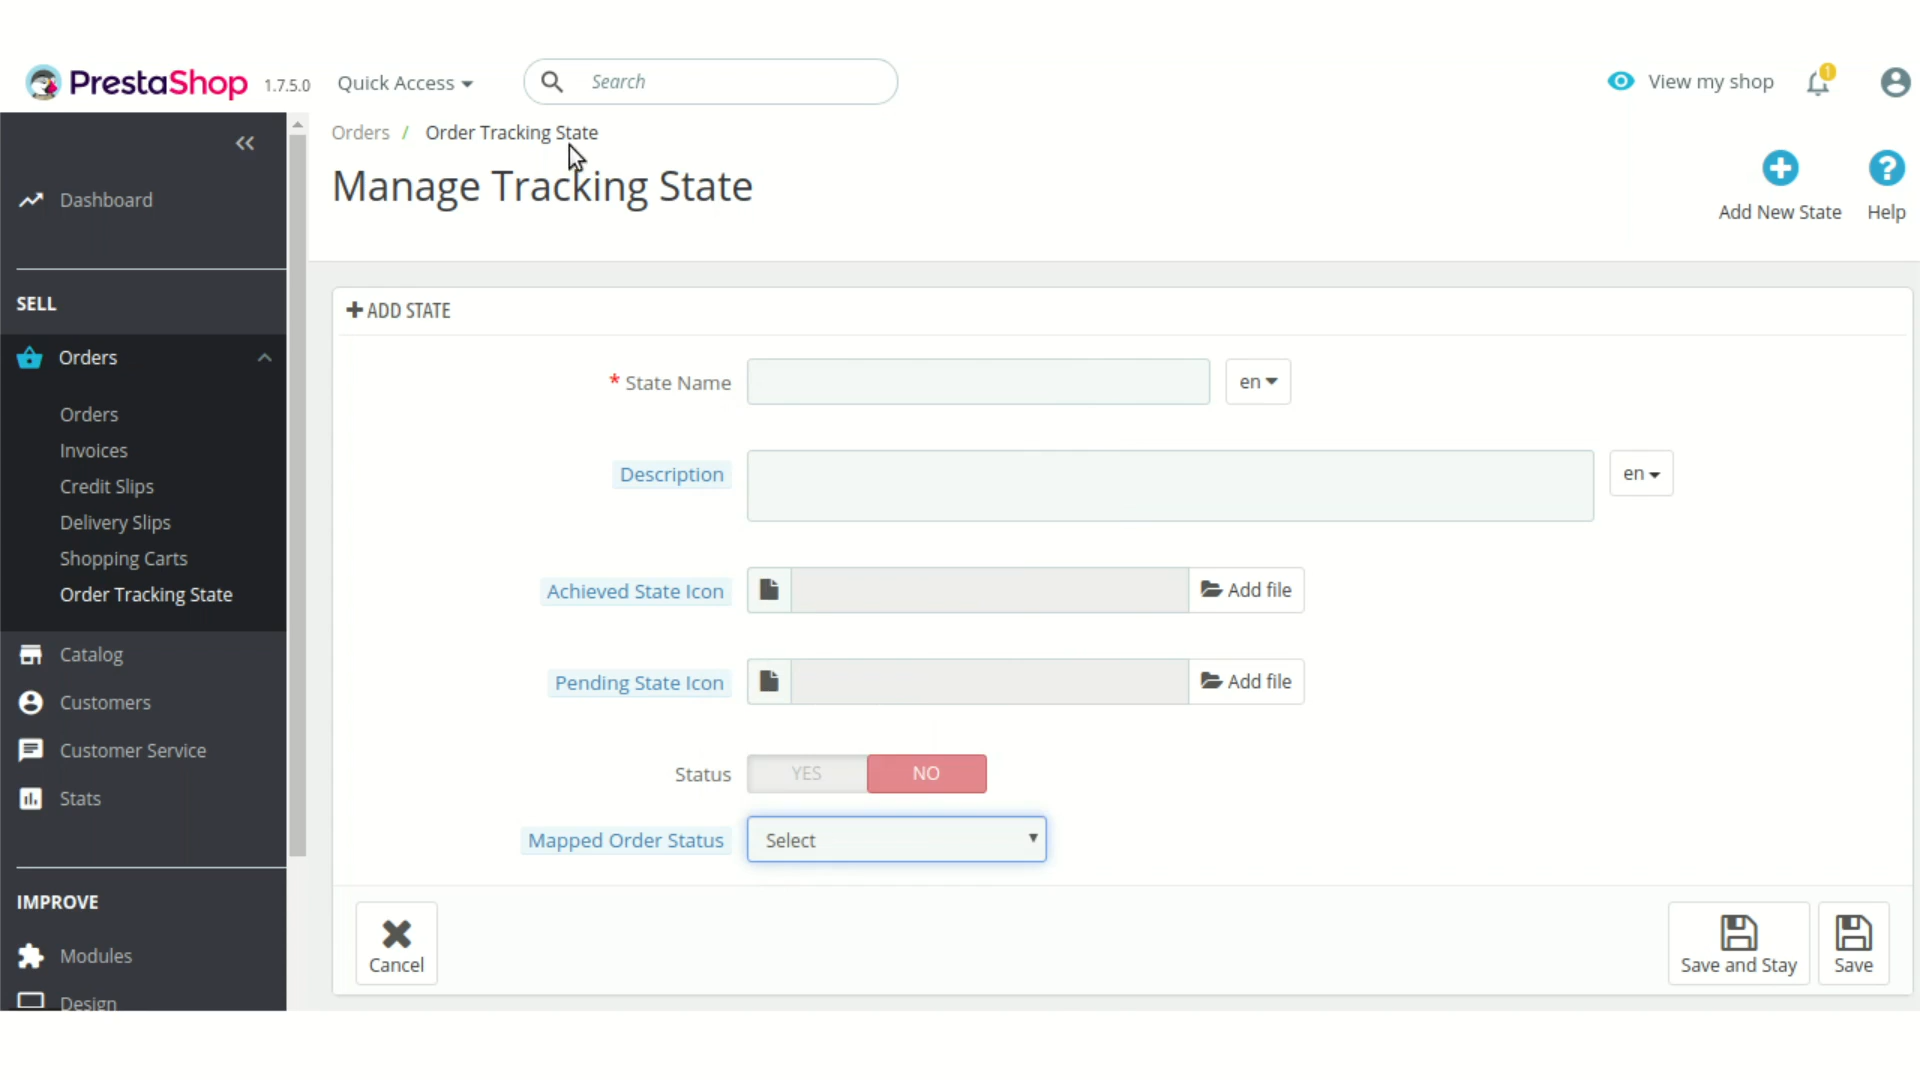 PrestaShop 1.7.5.0 Quick Access Search View my shop 1
Orders / Order Tracking State
Manage Tracking State
Add New State Help
Dashboard
SELL
Orders
Orders
Invoices
Credit Slips
Delivery Slips
Shopping Carts
Order Tracking State
Catalog
Customers
Customer Service
Stats
IMPROVE
Modules
Design
ADD STATE
* State Name en
Description en
Achieved State Icon Add file
Pending State Icon Add file
Status YES NO
Mapped Order Status Select
Cancel Save and Stay Save